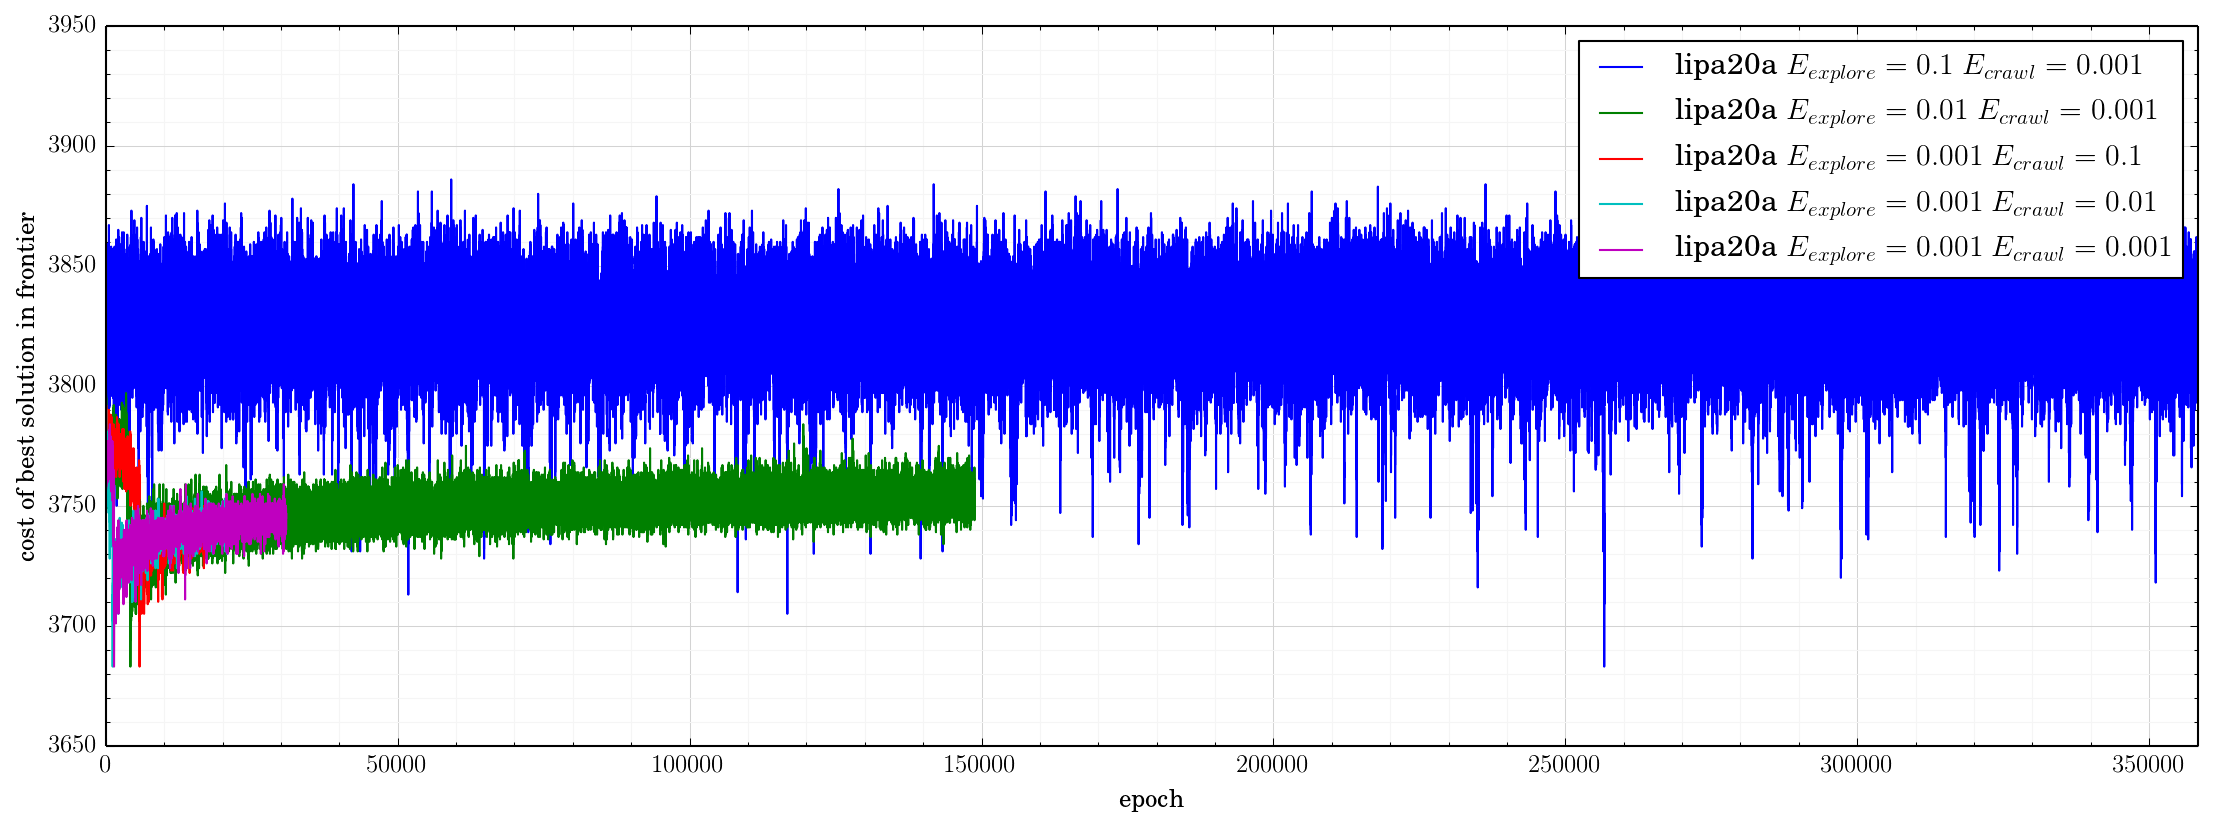 3950
3900
3850
3800
3750
3700
3650
cost of best solution in frontier
lipa20a E_explore = 0.1 E_crawl = 0.001
lipa20a E_explore = 0.01 E_crawl = 0.001
lipa20a E_explore = 0.001 E_crawl = 0.1
lipa20a E_explore = 0.001 E_crawl = 0.01
lipa20a E_explore = 0.001 E_crawl = 0.001
0 50000 100000 150000 200000 250000 300000 350000
epoch